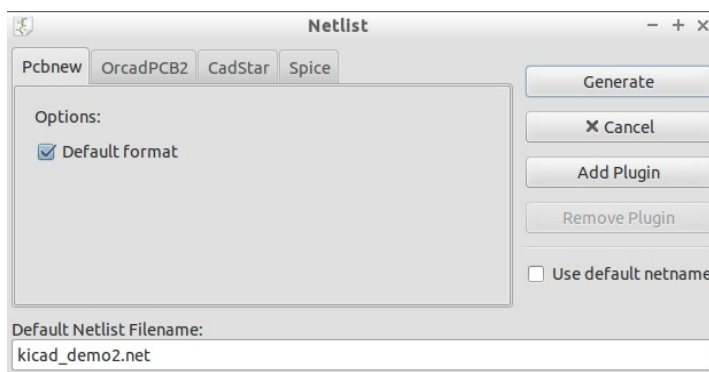 Netlist
Pcbnew OrcadPCB2 CadStar Spice
Options:
Default format
Generate
Cancel
Add Plugin
Remove Plugin
Use default netname
Default Netlist Filename:
kicad_demo2.net